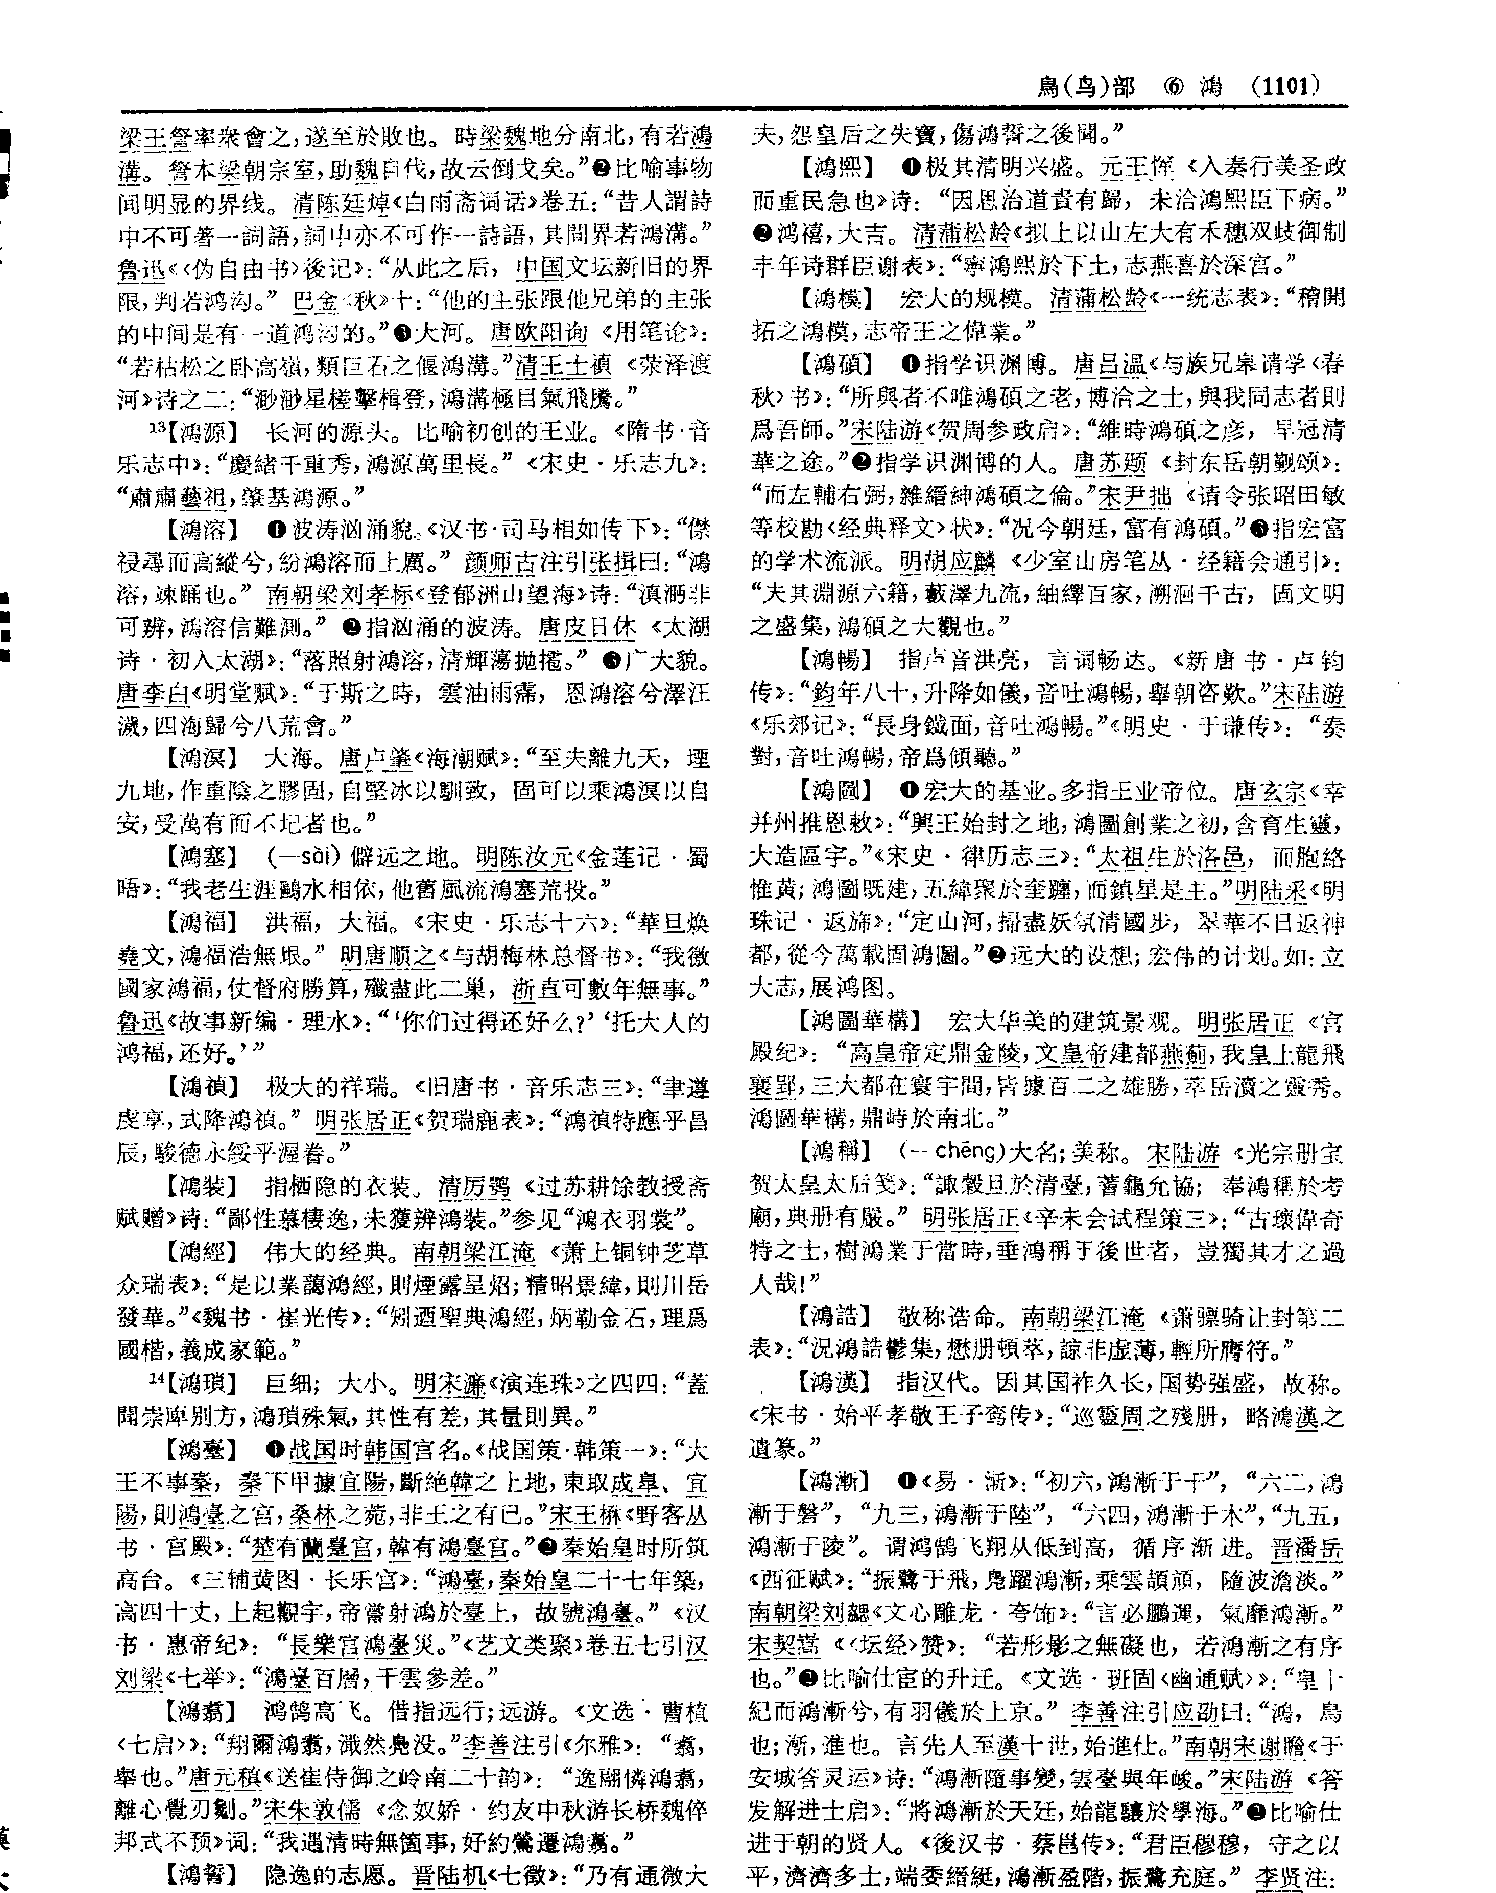 鳥(鸟)部 ⑥ 鴻 (1101)
梁王詧率衆會之,遂至於敗也。時梁魏地分南北,有若鴻
溝。詧本梁朝宗室,助魏自伐,故云倒戈矣。”❷比喻事物
间明显的界线。清陈廷焯《白雨斋词话》卷五:“昔人謂詩
中不可著一詞語,詞中亦不可作一詩語,其間界若鴻溝。”
鲁迅《〈伪自由书〉後记》:“从此之后,中国文坛新旧的界
限,判若鸿沟。”巴金《秋》十:“他的主张跟他兄弟的主张
的中间是有一道鸿沟的。”❸大河。唐欧阳询《用笔论》:
“若枯松之卧高嶺,類巨石之偃鴻溝。”清王士禛《荥泽渡
河》诗之二:“渺渺星槎擊楫登,鴻溝極目氣飛騰。”
13【鴻源】 长河的源头。比喻初创的王业。《隋书·音
乐志中》:“慶緒千重秀,鴻源萬里長。”《宋史·乐志九》:
“肅肅藝祖,肇基鴻源。”
【鴻溶】 ❶波涛汹涌貌。《汉书·司马相如传下》:“傑
祲尋而高縱兮,紛鴻溶而上厲。”颜师古注引张揖曰:“鴻
溶,竦踊也。”南朝梁刘孝标《登郁洲山望海》诗:“滇沔非
可辨,鴻溶信難測。”❷指汹涌的波涛。唐皮日休《太湖
诗·初入太湖》:“落照射鴻溶,清輝蕩抛擩。”❸广大貌。
唐李白《明堂赋》:“于斯之時,雲油雨霈,恩鴻溶兮澤汪
濊,四海歸兮八荒會。”
【鴻溟】 大海。唐卢肇《海潮赋》:“至夫離九天,堙
九地,作重陰之膠固,自堅冰以馴致,固可以乘鴻溟以自
安,受萬有而不圮者也。”
【鴻塞】 (—sài)僻远之地。明陈汝元《金莲记·蜀
晤》:“我老生涯鷗水相依,他舊風流鴻塞荒投。”
【鴻福】 洪福,大福。《宋史·乐志十六》:“華旦焕
堯文,鴻福浩無垠。”明唐顺之《与胡梅林总督书》:“我徼
國家鴻福,仗督府勝算,殲盡此二巢,浙直可數年無事。”
鲁迅《故事新编·理水》:“‘你们过得还好么?’‘托大人的
鸿福,还好。’”
【鴻禎】 极大的祥瑞。《旧唐书·音乐志三》:“聿遵
虔享,式降鴻禎。”明张居正《贺瑞鹿表》:“鴻禎特應乎昌
辰,駿德永綏乎渥眷。”
【鴻裝】 指栖隐的衣装。清厉鹗《过苏耕馀教授斋
赋赠》诗:“鄙性慕棲逸,未獲辨鴻裝。”参见“鴻衣羽裳”。
【鴻經】 伟大的经典。南朝梁江淹《萧上铜钟芝草
众瑞表》:“是以業藹鴻經,則煙露呈炤;精昭景緯,則川岳
發華。”《魏书·崔光传》:“矧迺聖典鴻經,炳勒金石,理爲
國楷,義成家範。”
14【鴻瑣】 巨细;大小。明宋濂《演连珠》之四四:“蓋
聞崇庳别方,鴻瑣殊氣,其性有差,其量則異。”
【鴻臺】 ❶战国时韩国宫名。《战国策·韩策一》:“大
王不事秦,秦下甲據宜陽,斷絶韓之上地,東取成皋、宜
陽,則鴻臺之宫,桑林之菀,非王之有已。”宋王楙《野客丛
书·宫殿》:“楚有蘭臺宫,韓有鴻臺宫。”❷秦始皇时所筑
高台。《三辅黄图·长乐宫》:“鴻臺,秦始皇二十七年築,
高四十丈,上起觀宇,帝嘗射鴻於臺上,故號鴻臺。”《汉
书·惠帝纪》:“長樂宫鴻臺災。”《艺文类聚》卷五七引汉
刘梁《七举》:“鴻臺百層,干雲參差。”
【鴻翥】 鸿鹄高飞。借指远行;远游。《文选·曹植
〈七启〉》:“翔爾鴻翥,濈然鳧没。”李善注引《尔雅》:“翥,
舉也。”唐元稹《送崔侍御之岭南二十韵》:“逸翮憐鴻翥,
離心覺刃劖。”宋朱敦儒《念奴娇·约友中秋游长桥魏倅
邦式不预》词:“我遇清時無箇事,好約鶯遷鴻翥。”
【鴻誓】 隐逸的志愿。晋陆机《七徵》:“乃有通微大
夫,怨皇后之失寶,傷鴻誓之後聞。”
【鴻熙】 ❶极其清明兴盛。元王恽《入奏行美圣政
而重民急也》诗:“因思治道貴有歸,未洽鴻熙臣下病。”
❷鸿禧,大吉。清蒲松龄《拟上以山左大有禾穗双歧御制
丰年诗群臣谢表》:“寧鴻熙於下土,志燕喜於深宫。”
【鴻模】 宏大的规模。清蒲松龄《一统志表》:“稽開
拓之鴻模,志帝王之偉業。”
【鴻碩】 ❶指学识渊博。唐吕温《与族兄皋请学〈春
秋〉书》:“所與者不唯鴻碩之老,博洽之士,與我同志者則
爲吾師。”宋陆游《贺周参政启》:“維時鴻碩之彦,早冠清
華之途。”❷指学识渊博的人。唐苏颋《封东岳朝觐颂》:
“而左輔右弼,雜縉紳鴻碩之倫。”宋尹拙《请令张昭田敏
等校勘〈经典释文〉状》:“况今朝廷,富有鴻碩。”❸指宏富
的学术流派。明胡应麟《少室山房笔丛·经籍会通引》:
“夫其淵源六籍,藪澤九流,紬繹百家,溯洄千古,固文明
之盛集,鴻碩之大觀也。”
【鴻暢】 指声音洪亮,言词畅达。《新唐书·卢钧
传》:“鈞年八十,升降如儀,音吐鴻暢,舉朝咨歎。”宋陆游
《乐郊记》:“長身鐵面,音吐鴻暢。”《明史·于谦传》:“奏
對,音吐鴻暢,帝爲傾聽。”
【鴻圖】 ❶宏大的基业。多指王业帝位。唐玄宗《幸
并州推恩敕》:“興王始封之地,鴻圖創業之初,含育生靈,
大造區宇。”《宋史·律历志三》:“太祖生於洛邑,而胞絡
惟黄;鴻圖既建,五緯聚於奎躔,而鎮星是主。”明陆采《明
珠记·返旆》:“定山河,掃盡妖氛清國步,翠華不日返神
都,從今萬載固鴻圖。”❷远大的设想;宏伟的计划。如:立
大志,展鸿图。
【鴻圖華構】 宏大华美的建筑景观。明张居正《宫
殿纪》:“高皇帝定鼎金陵,文皇帝建都燕薊,我皇上龍飛
襄郢,三大都在寰宇間,皆據百二之雄勝,萃岳瀆之靈秀。
鴻圖華構,鼎峙於南北。”
【鴻稱】 (—chēng)大名;美称。宋陆游《光宗册宝
贺太皇太后笺》:“諏穀旦於清臺,蓍龜允協;奉鴻稱於考
廟,典册有嚴。”明张居正《辛未会试程策三》:“古瓌偉奇
特之士,樹鴻業于當時,垂鴻稱于後世者,豈獨其才之過
人哉!”
【鴻誥】 敬称诰命。南朝梁江淹《萧骠骑让封第二
表》:“況鴻誥鬱集,懋册頓萃,諒非虚薄,輕所膺符。”
【鴻漢】 指汉代。因其国祚久长,国势强盛,故称。
《宋书·始平孝敬王子鸾传》:“巡靈周之殘册,略鴻漢之
遺篆。”
【鴻漸】 ❶《易·渐》:“初六,鴻漸于干”,“六二,鴻
漸于磐”,“九三,鴻漸于陸”,“六四,鴻漸于木”,“九五,
鴻漸于陵”。谓鸿鹄飞翔从低到高,循序渐进。晋潘岳
《西征赋》:“振鷺于飛,鳧躍鴻漸,乘雲頡頏,隨波澹淡。”
南朝梁刘勰《文心雕龙·夸饰》:“言必鵬運,氣靡鴻漸。”
宋契嵩《〈坛经〉赞》:“若形影之無礙也,若鴻漸之有序
也。”❷比喻仕宦的升迁。《文选·班固〈幽通赋〉》:“皇十
紀而鴻漸兮,有羽儀於上京。”李善注引应劭曰:“鴻,鳥
也;漸,進也。言先人至漢十世,始進仕。”南朝宋谢瞻《于
安城答灵运》诗:“鴻漸隨事變,雲臺與年峻。”宋陆游《答
发解进士启》:“將鴻漸於天廷,始龍驤於學海。”❸比喻仕
进于朝的贤人。《後汉书·蔡邕传》:“君臣穆穆,守之以
平,濟濟多士,端委縉綎,鴻漸盈階,振鷺充庭。”李贤注: